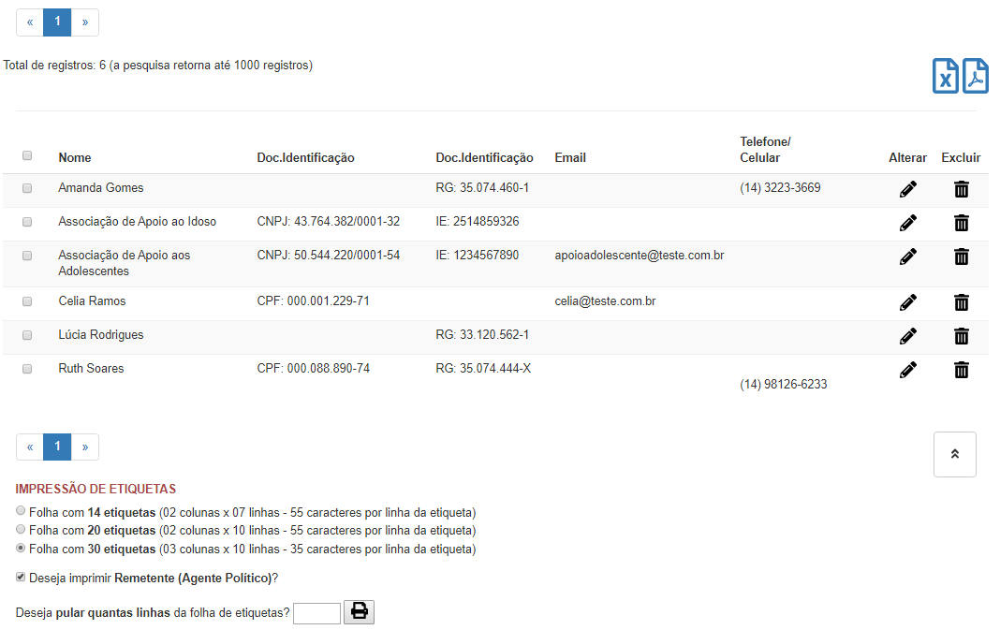 « 1 »
Total de registros: 6 (a pesquisa retorna até 1000 registros)
Nome Doc.Identificação Doc.Identificação Email Telefone/ Celular Alterar Excluir
Amanda Gomes RG: 35.074.460-1 (14) 3223-3669
Associação de Apoio ao Idoso CNPJ: 43.764.382/0001-32 IE: 2514859326
Associação de Apoio aos CNPJ: 50.544.220/0001-54 IE: 1234567890 apoioadolescente@teste.com.br
Adolescentes
Celia Ramos CPF: 000.001.229-71 celia@teste.com.br
Lúcia Rodrigues RG: 33.120.562-1
Ruth Soares CPF: 000.088.890-74 RG: 35.074.444-X
(14) 98126-6233
« 1 »
IMPRESSÃO DE ETIQUETAS
Folha com 14 etiquetas (02 colunas x 07 linhas - 55 caracteres por linha da etiqueta)
Folha com 20 etiquetas (02 colunas x 10 linhas - 55 caracteres por linha da etiqueta)
Folha com 30 etiquetas (03 colunas x 10 linhas - 35 caracteres por linha da etiqueta)
Deseja imprimir Remetente (Agente Político)?
Deseja pular quantas linhas da folha de etiquetas?